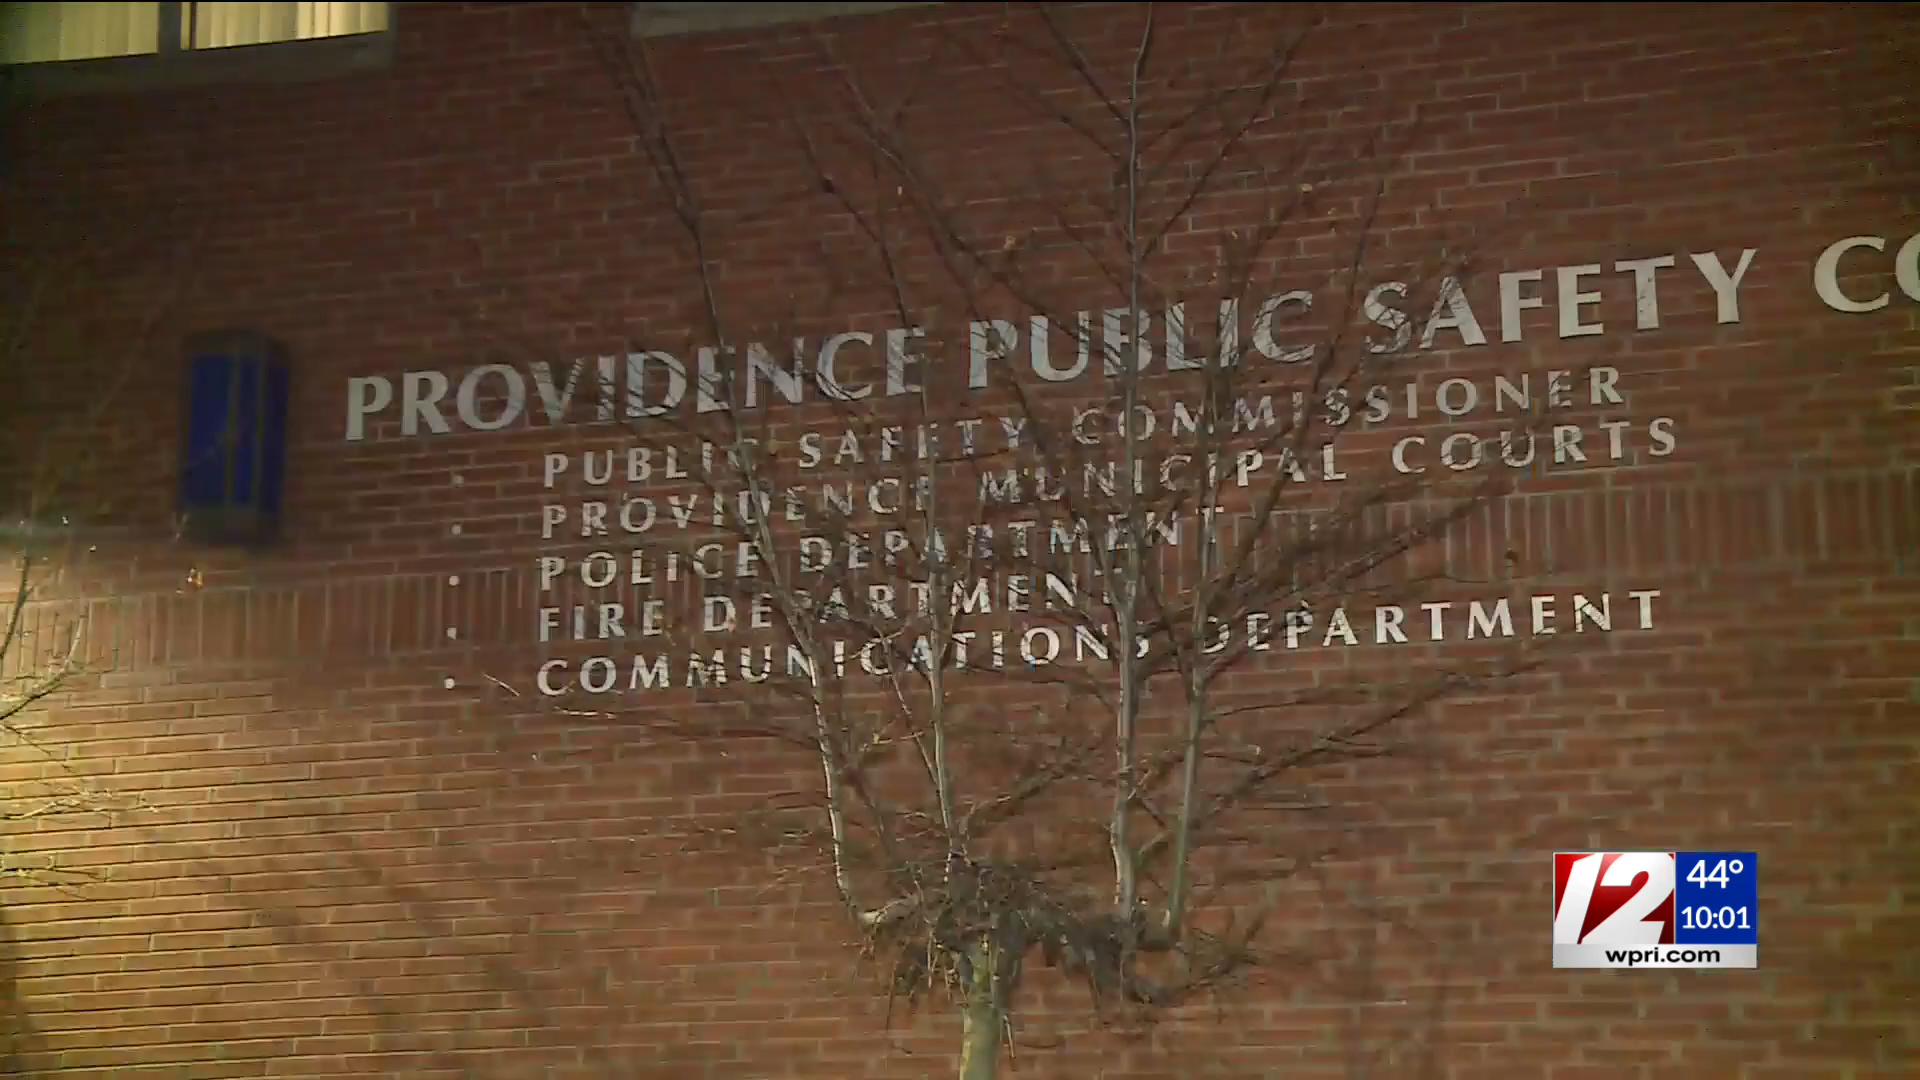 PROVIDENCE PUBLIC SAFETY CO
• PUBLIC SAFETY COMMISSIONER
• PROVIDENCE MUNICIPAL COURTS
• POLICE DEPARTMENT
• FIRE DEPARTMENT
• COMMUNICATIONS DEPARTMENT
12
44°
10:01
wpri.com